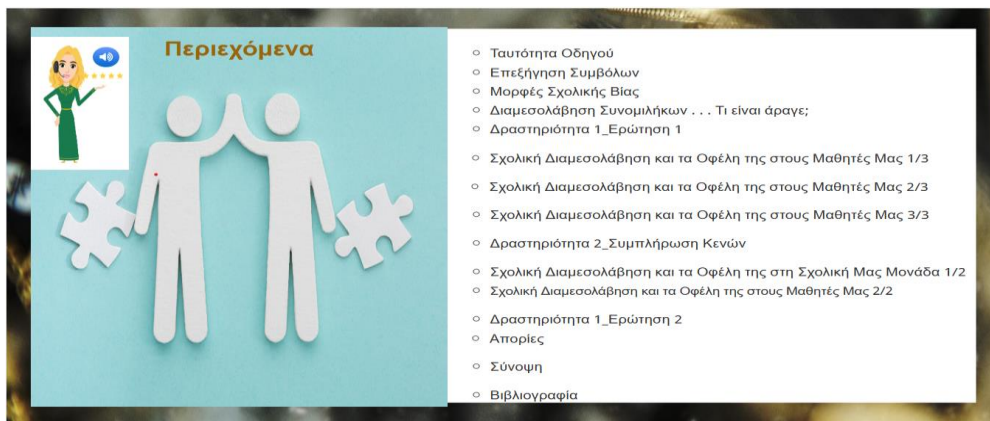 Περιεχόμενα
Ταυτότητα Οδηγού
Επεξήγηση Συμβόλων
Μορφές Σχολικής Βίας
Διαμεσολάβηση Συνομιλήκων . . . Τι είναι άραγε;
Δραστηριότητα 1_Ερώτηση 1
Σχολική Διαμεσολάβηση και τα Οφέλη της στους Μαθητές Μας 1/3
Σχολική Διαμεσολάβηση και τα Οφέλη της στους Μαθητές Μας 2/3
Σχολική Διαμεσολάβηση και τα Οφέλη της στους Μαθητές Μας 3/3
Δραστηριότητα 2_Συμπλήρωση Κενών
Σχολική Διαμεσολάβηση και τα Οφέλη της στη Σχολική Μας Μονάδα 1/2
Σχολική Διαμεσολάβηση και τα Οφέλη της στους Μαθητές Μας 2/2
Δραστηριότητα 1_Ερώτηση 2
Απορίες
Σύνοψη
Βιβλιογραφία